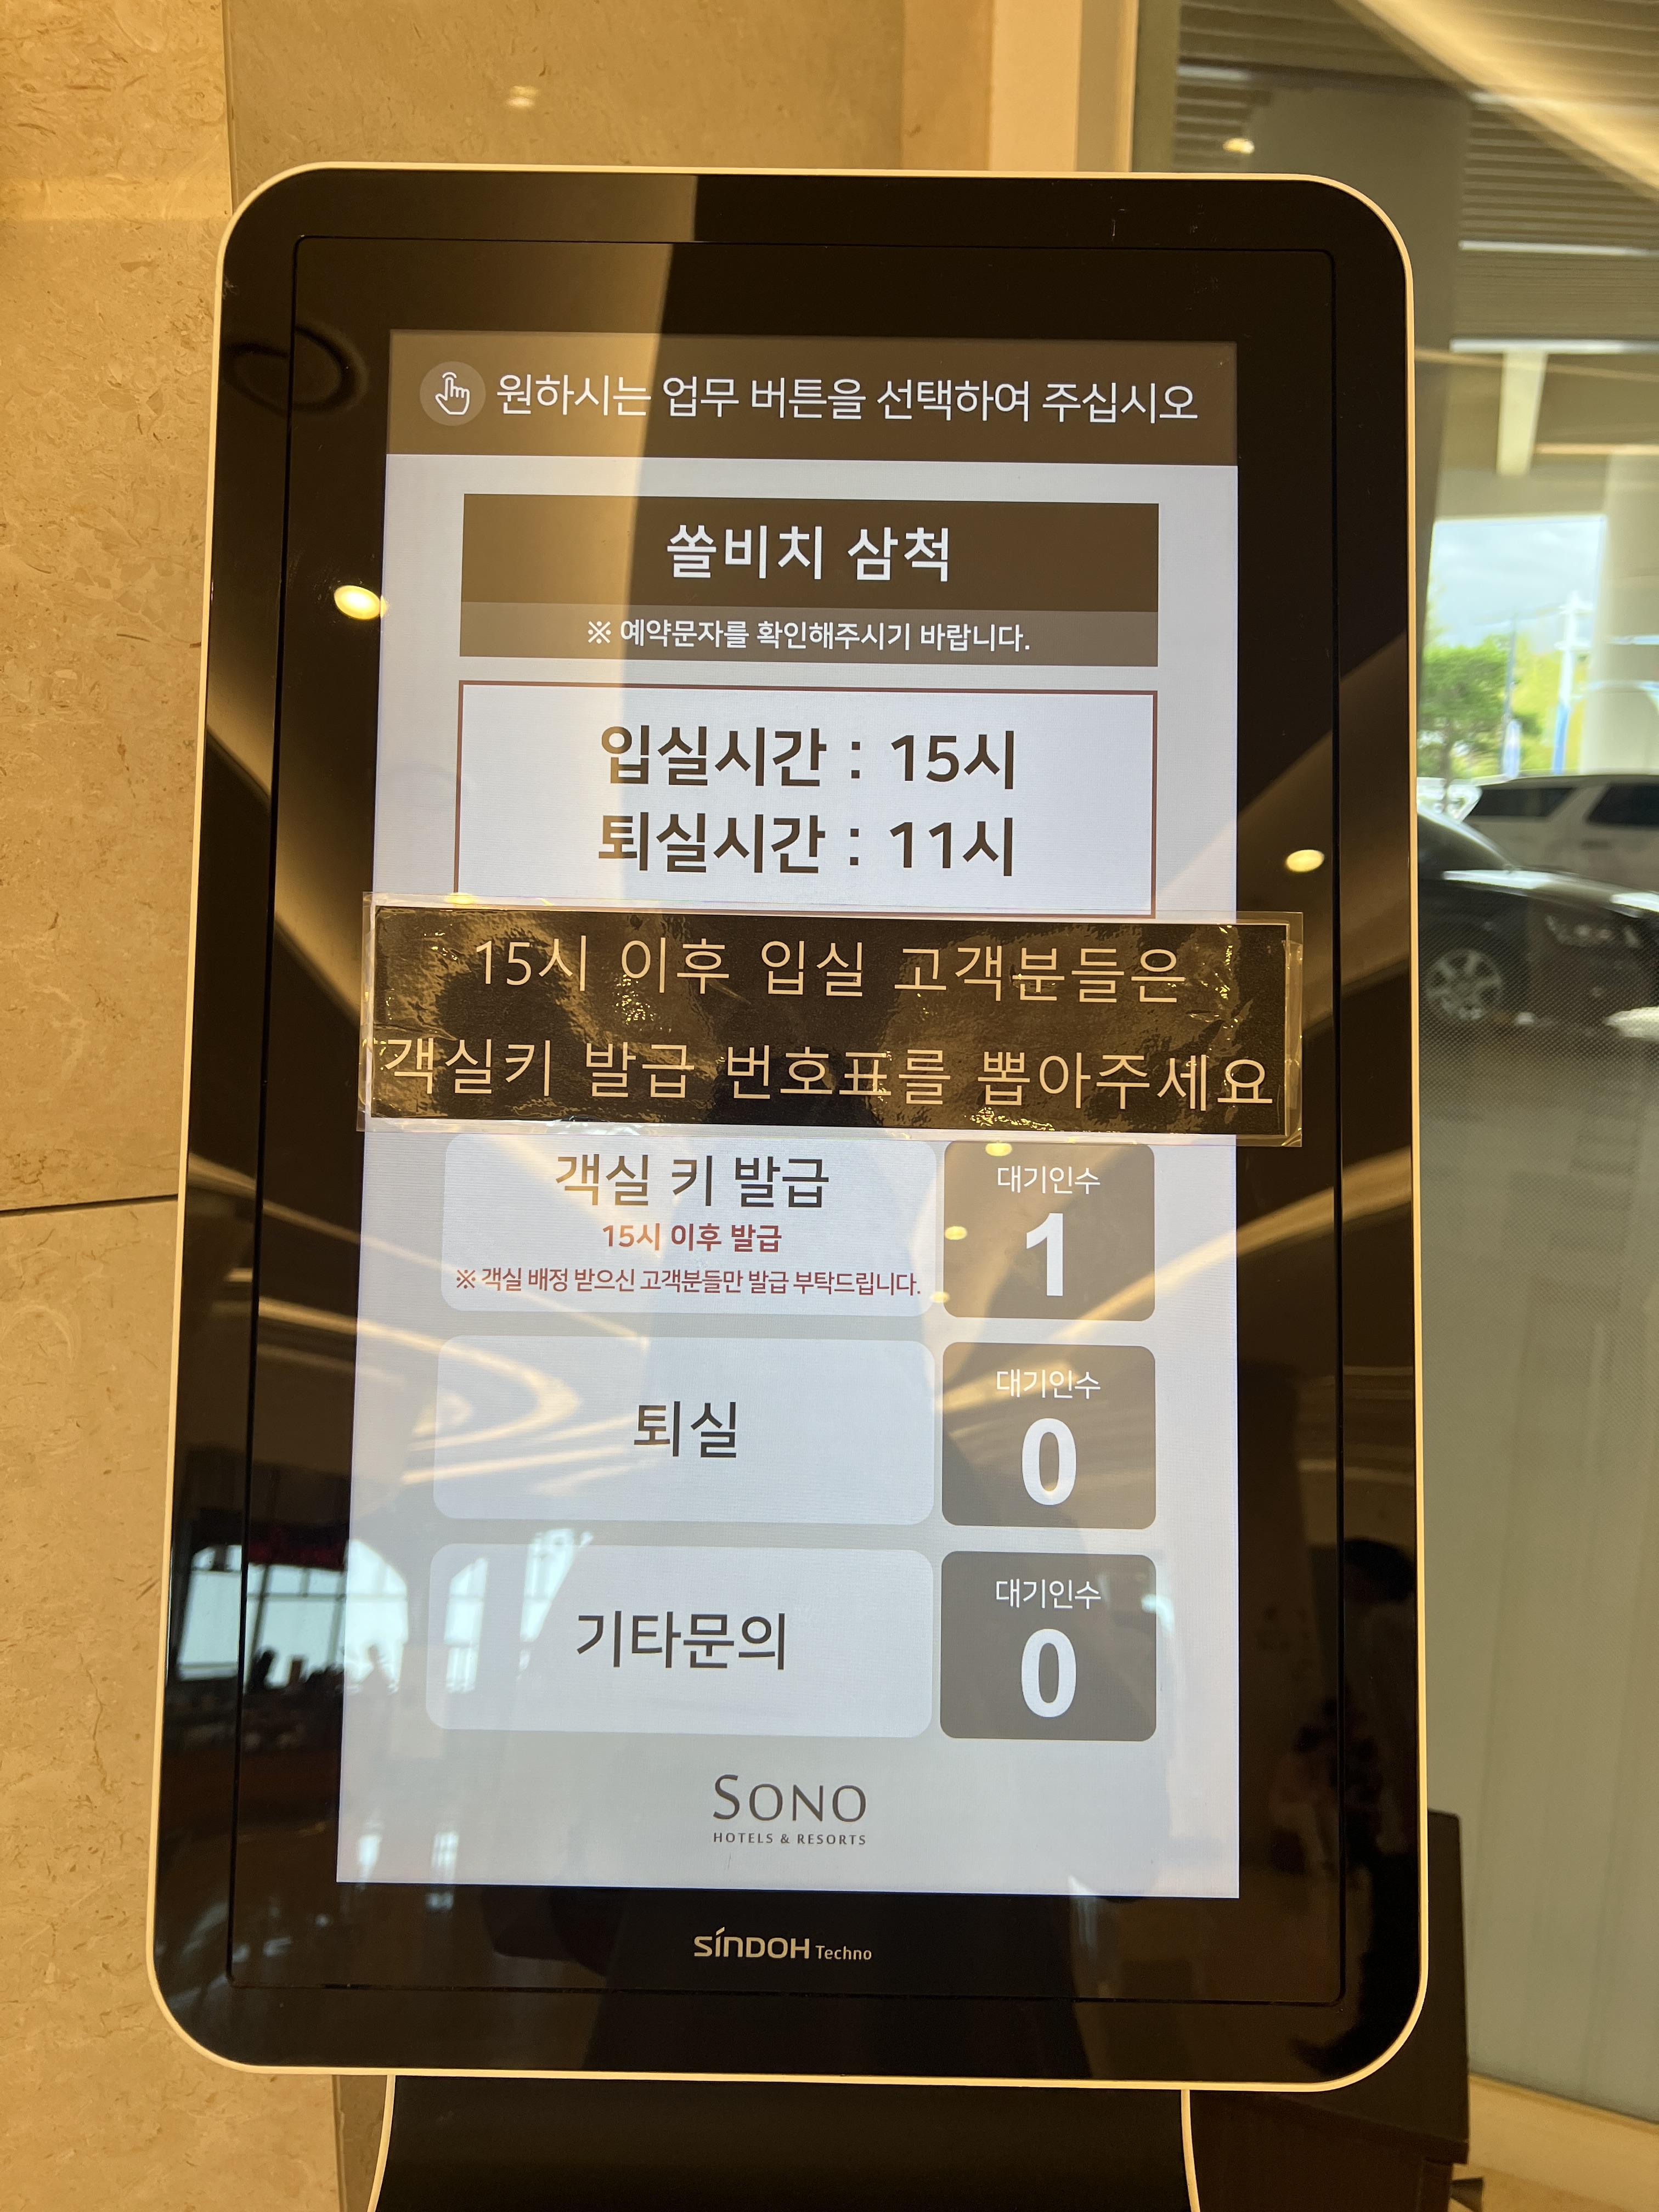 원하시는 업무 버튼을 선택하여 주십시오
쏠비치 삼척
※ 예약문자를 확인해주시기 바랍니다.
입실시간 : 15시
퇴실시간 : 11시
15시 이후 입실 고객분들은
객실키 발급 번호표를 뽑아주세요
객실 키 발급
15시 이후 발급
※ 객실 배정 받으신 고객분들만 발급 부탁드립니다.
대기인수
1
퇴실
대기인수
0
기타문의
대기인수
0
SONO
HOTELS & RESORTS
SINDOH Techno